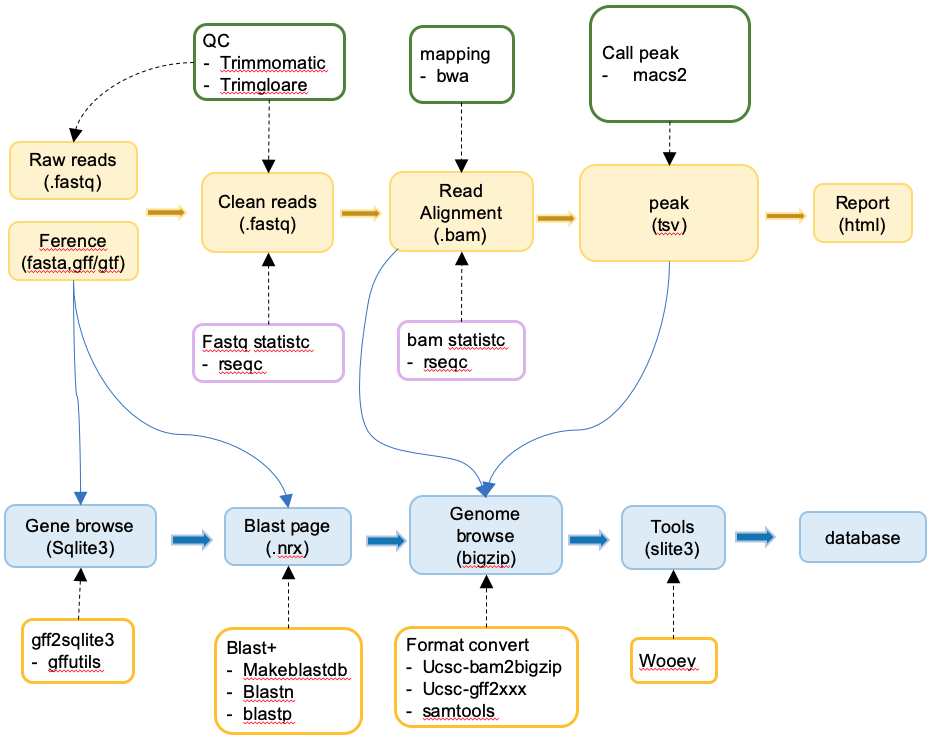 QC
- Trimmomatic
- Trimgloare
mapping
- bwa
Call peak
- macs2
Raw reads
(.fastq)
Clean reads
(.fastq)
Read
Alignment
(.bam)
peak
(tsv)
Report
(html)
Ference
(fasta,gff/gtf)
Fastq statistc
- rseqc
bam statistc
- rseqc
Gene browse
(Sqlite3)
Blast page
(.nrx)
Genome
browse
(bigzip)
Tools
(slite3)
database
gff2sqlite3
- gffutils
Blast+
- Makeblastdb
- Blastn
- blastp
Format convert
- Ucsc-bam2bigzip
- Ucsc-gff2xxx
- samtools
Wooey